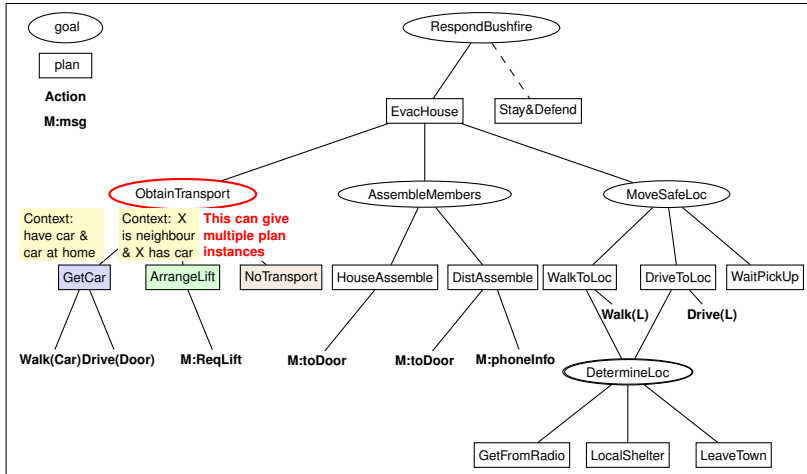 goal
RespondBushfire
plan
Action
M:msg
EvacHouse
Stay&Defend
ObtainTransport
AssembleMembers
MoveSafeLoc
Context:
have car &
car at home
Context: X
is neighbour
& X has car
This can give
multiple plan
instances
GetCar
ArrangeLift
NoTransport
HouseAssemble
DistAssemble
WalkToLoc
DriveToLoc
WaitPickUp
Walk(L)
Drive(L)
Walk(Car)Drive(Door)
M:ReqLift
M:toDoor
M:toDoor
M:phoneInfo
DetermineLoc
GetFromRadio
LocalShelter
LeaveTown